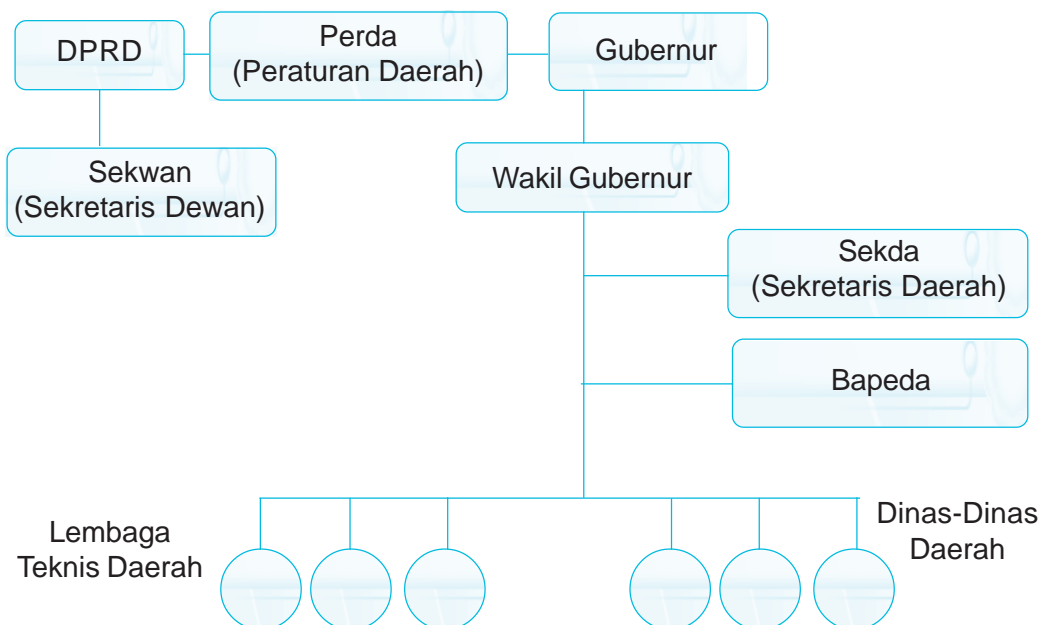 DPRD
Perda
(Peraturan Daerah)
Gubernur
Sekwan
(Sekretaris Dewan)
Wakil Gubernur
Sekda
(Sekretaris Daerah)
Bapeda
Lembaga
Teknis Daerah
Dinas-Dinas
Daerah